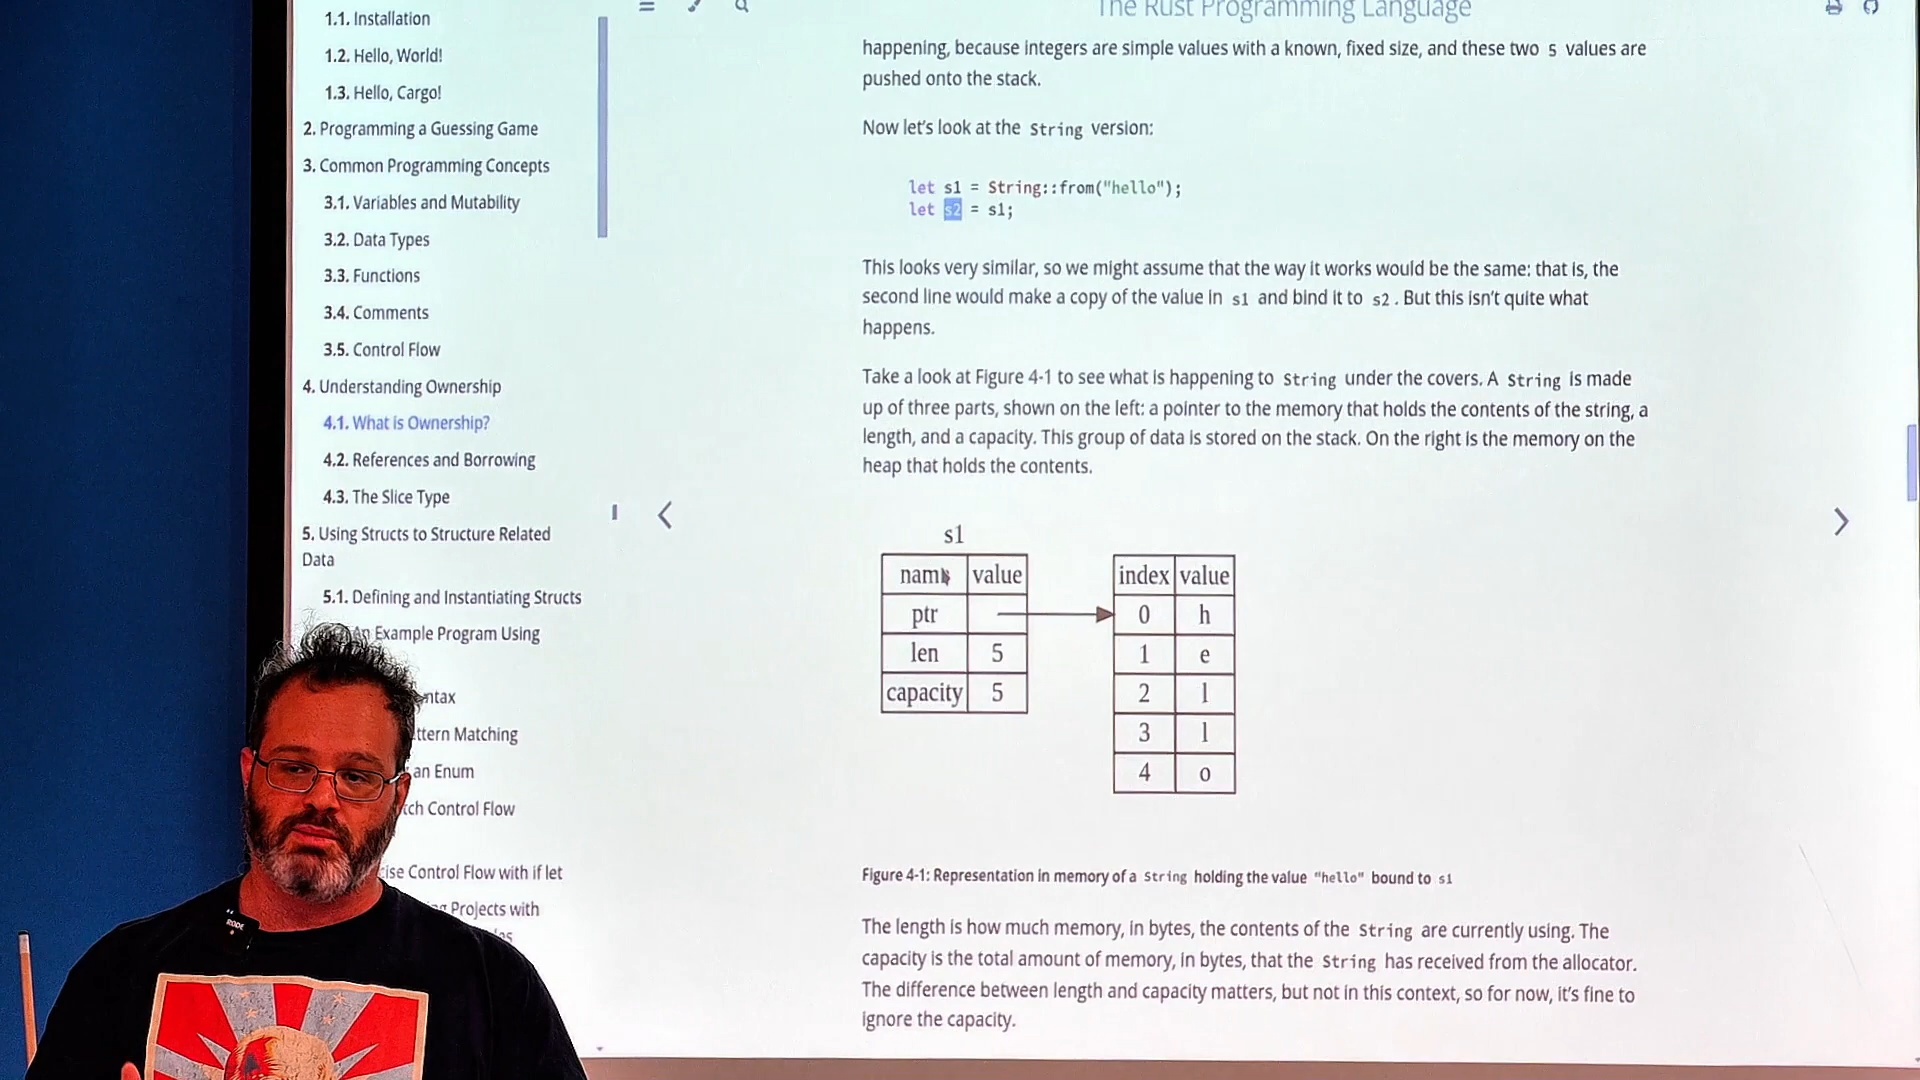 1.1. Installation
1.2. Hello, World!
1.3. Hello, Cargo!
2. Programming a Guessing Game
3. Common Programming Concepts
3.1. Variables and Mutability
3.2. Data Types
3.3. Functions
3.4. Comments
3.5. Control Flow
4. Understanding Ownership
4.1. What is Ownership?
4.2. References and Borrowing
4.3. The Slice Type
5. Using Structs to Structure Related
Data
5.1. Defining and Instantiating Structs
An Example Program Using
ntax
ttern Matching
an Enum
tch Control Flow
cise Control Flow with if let
Projects with
The Rust Programming Language
happening, because integers are simple values with a known, fixed size, and these two 5 values are
pushed onto the stack.
Now let's look at the String version:
let s1 = String::from("hello");
let s2 = s1;
This looks very similar, so we might assume that the way it works would be the same: that is, the
second line would make a copy of the value in s1 and bind it to s2. But this isn't quite what
happens.
Take a look at Figure 4-1 to see what is happening to String under the covers. A String is made
up of three parts, shown on the left: a pointer to the memory that holds the contents of the string, a
length, and a capacity. This group of data is stored on the stack. On the right is the memory on the
heap that holds the contents.
s1
name value
ptr
len 5
capacity 5
index value
0 h
1 e
2 l
3 l
4 o
Figure 4-1: Representation in memory of a String holding the value "hello" bound to s1
The length is how much memory, in bytes, the contents of the String are currently using. The
capacity is the total amount of memory, in bytes, that the String has received from the allocator.
The difference between length and capacity matters, but not in this context, so for now, it's fine to
ignore the capacity.
RODE